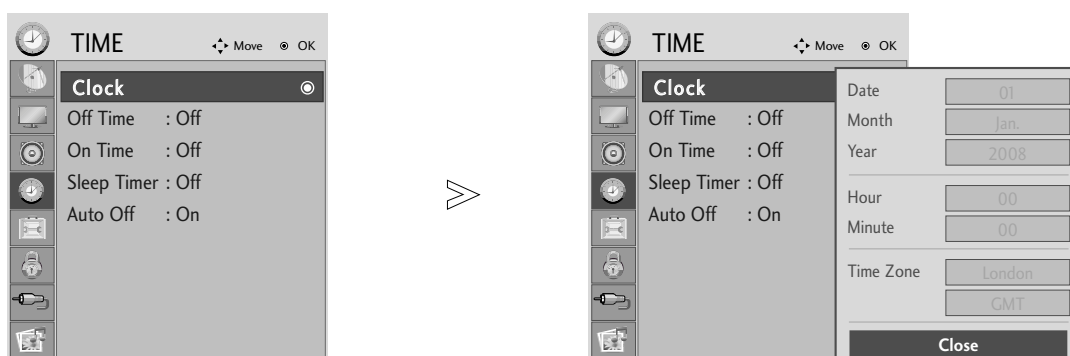 TIME
Move OK
Clock
Off Time : Off
On Time : Off
Sleep Timer : Off
Auto Off : On
TIME
Move OK
Clock
Off Time : Off
On Time : Off
Sleep Timer : Off
Auto Off : On
Date 01
Month Jan.
Year 2008
Hour 00
Minute 00
Time Zone London
GMT
Close